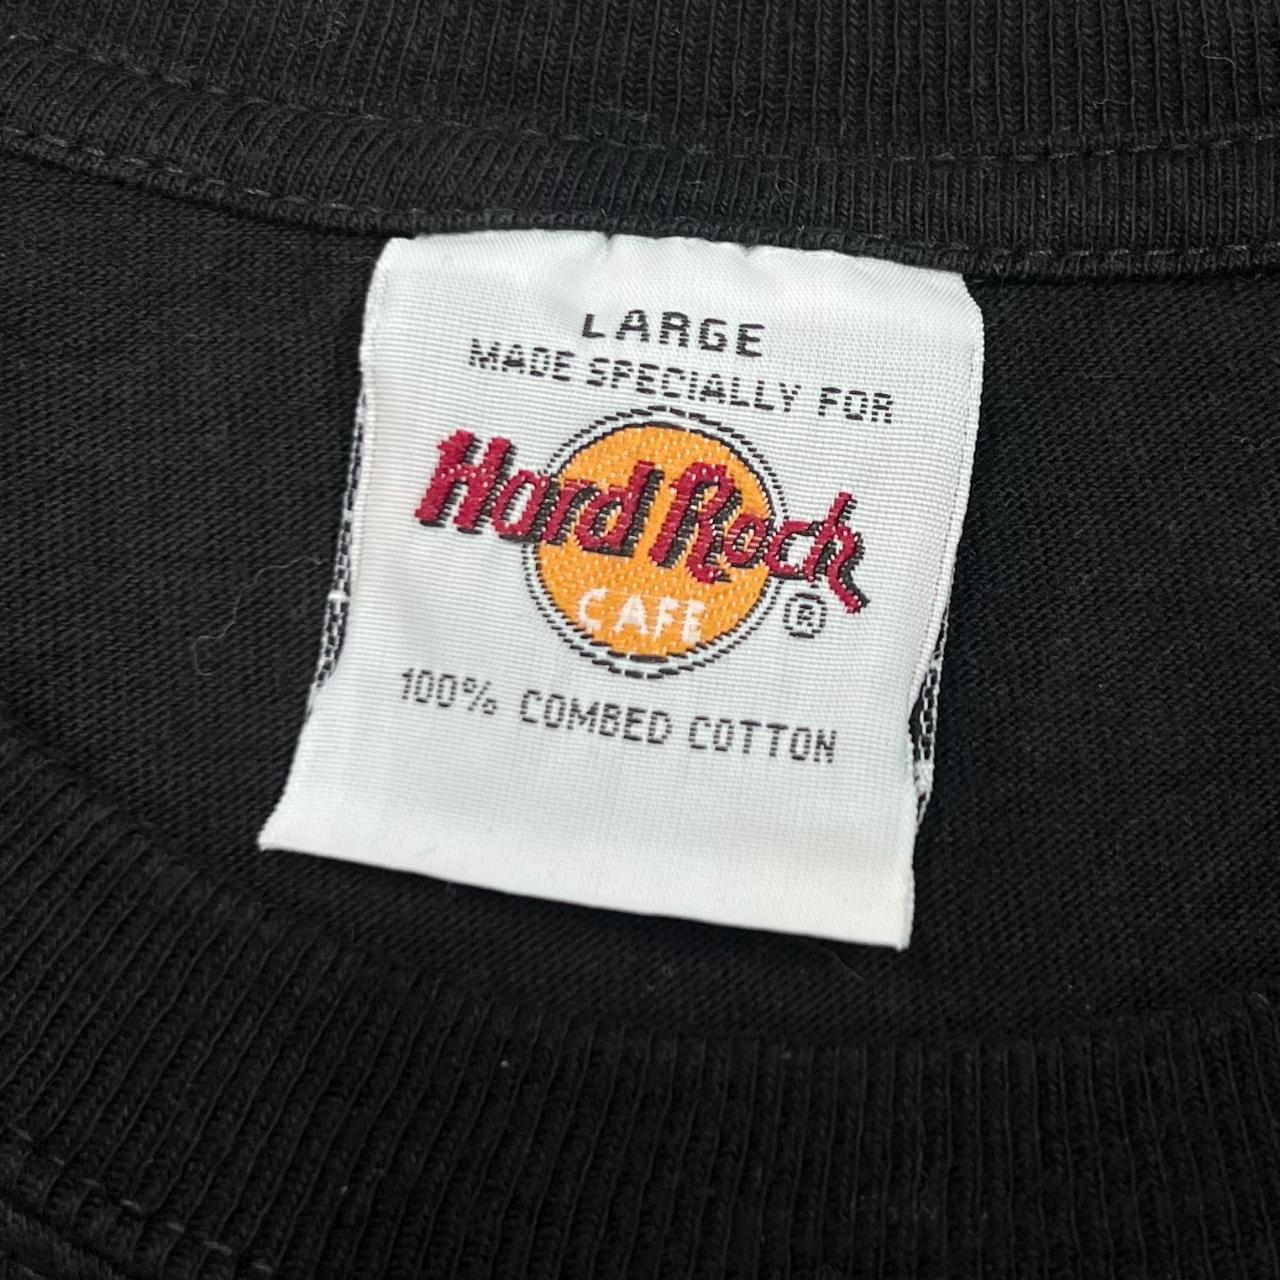 LARGE
MADE SPECIALLY FOR
Hard Rock
CAFE ®
100% COMBED COTTON